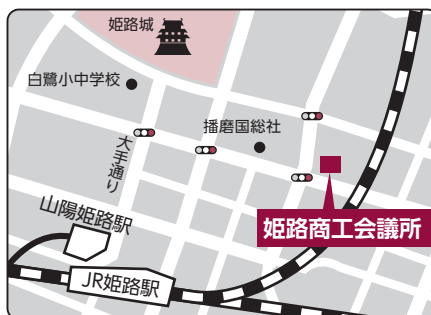 姫路城
白鷺小中学校
播磨国総社
大手通り
姫路商工会議所
山陽姫路駅
JR姫路駅